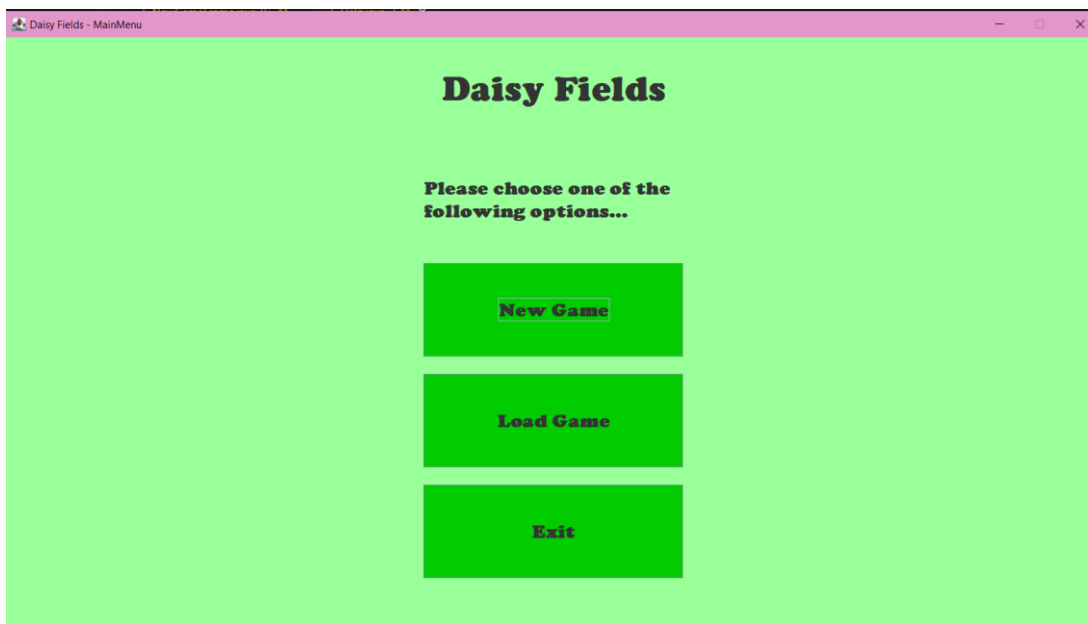 Daisy Fields - MainMenu
Daisy Fields
Please choose one of the
following options...
New Game
Load Game
Exit